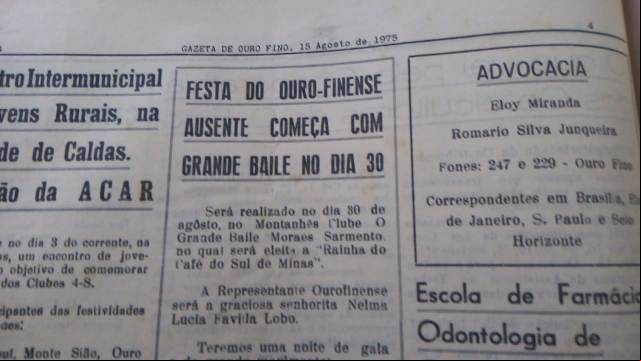 GAZETA DE OURO FINO, 15 Agosto de 1975
4
tro Intermunicipal
vens Rurais, na
de de Caldas.
ão da ACAR
o no dia 3 do corrente, na
s, um encontro de jove-
o objetivo de comemorar
dos Clubes 4-S.
cipantes das festividades
des:
Monte Sião, Ouro
FESTA DO OURO-FINENSE
AUSENTE COMEÇA COM
GRANDE BAILE NO DIA 30
Será realizado no dia 30 de
agôsto, no Montanhês Clube O
Grande Baile Moraes Sarmento,
no qual será eleita a "Rainha do
Café do Sul de Minas".
A Representante Ourofinense
será a graciosa senhorita Nelma
Lucia Favilla Lobo.
Teremos uma noite de gala
ADVOCACIA
Eloy Miranda
Romario Silva Junqueira
Fones: 247 e 229 - Ouro Fino
Correspondentes em Brasilia,
de Janeiro, S. Paulo e Belo
Horizonte
Escola de Farmácia
Odontologia de